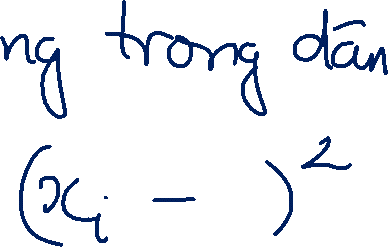 ng trong dân
(xᵢ - )²